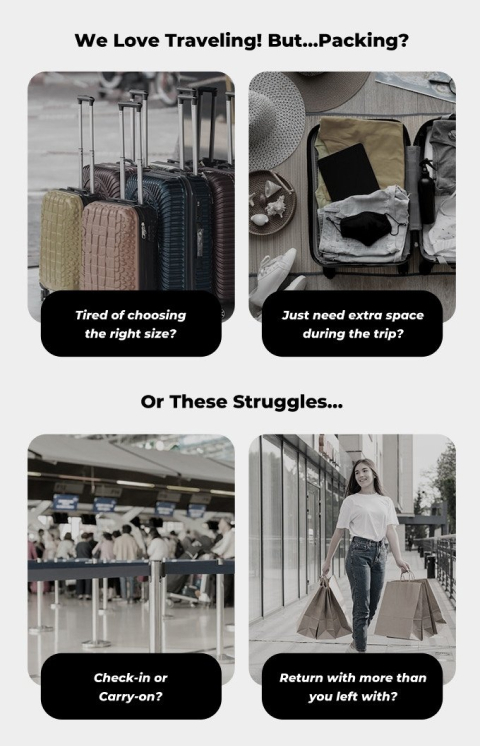 We Love Traveling! But...Packing?
Tired of choosing
the right size?
Just need extra space
during the trip?
Or These Struggles...
Check-in or
Carry-on?
Return with more than
you left with?